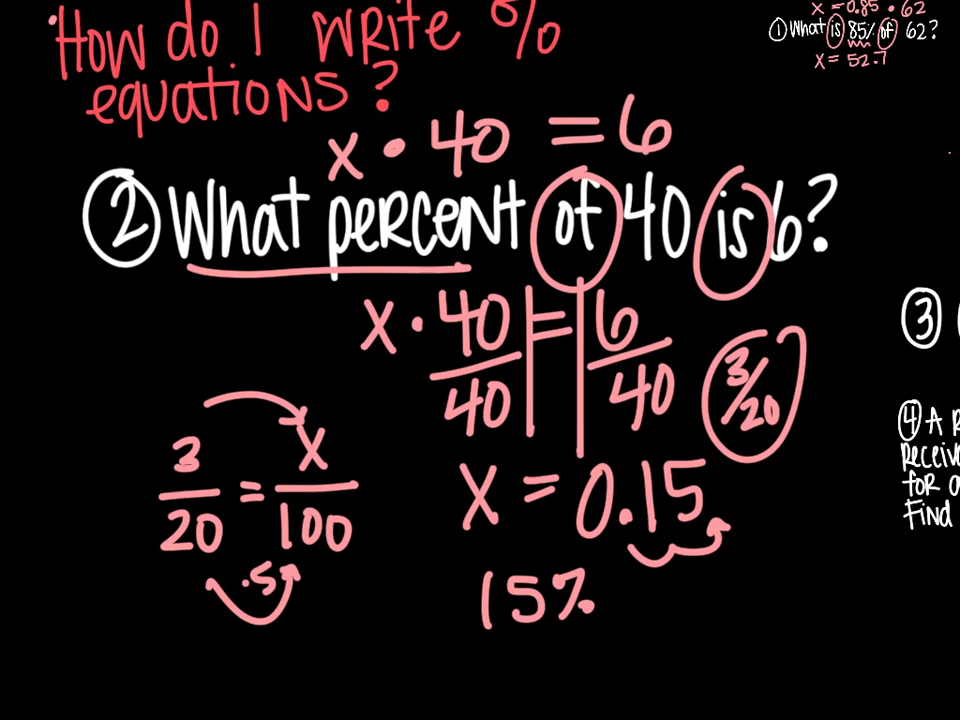 How do I write %
equations?
x = 0.85 • 62
① What is 85% of 62?
x = 52.7
x • 40 = 6
② What percent of 40 is 6?
x • 40 = 6
40 40
3/20
x = 0.15
15%
3 x
20 = 100
•5
③
④ A
Receive
for a
Find